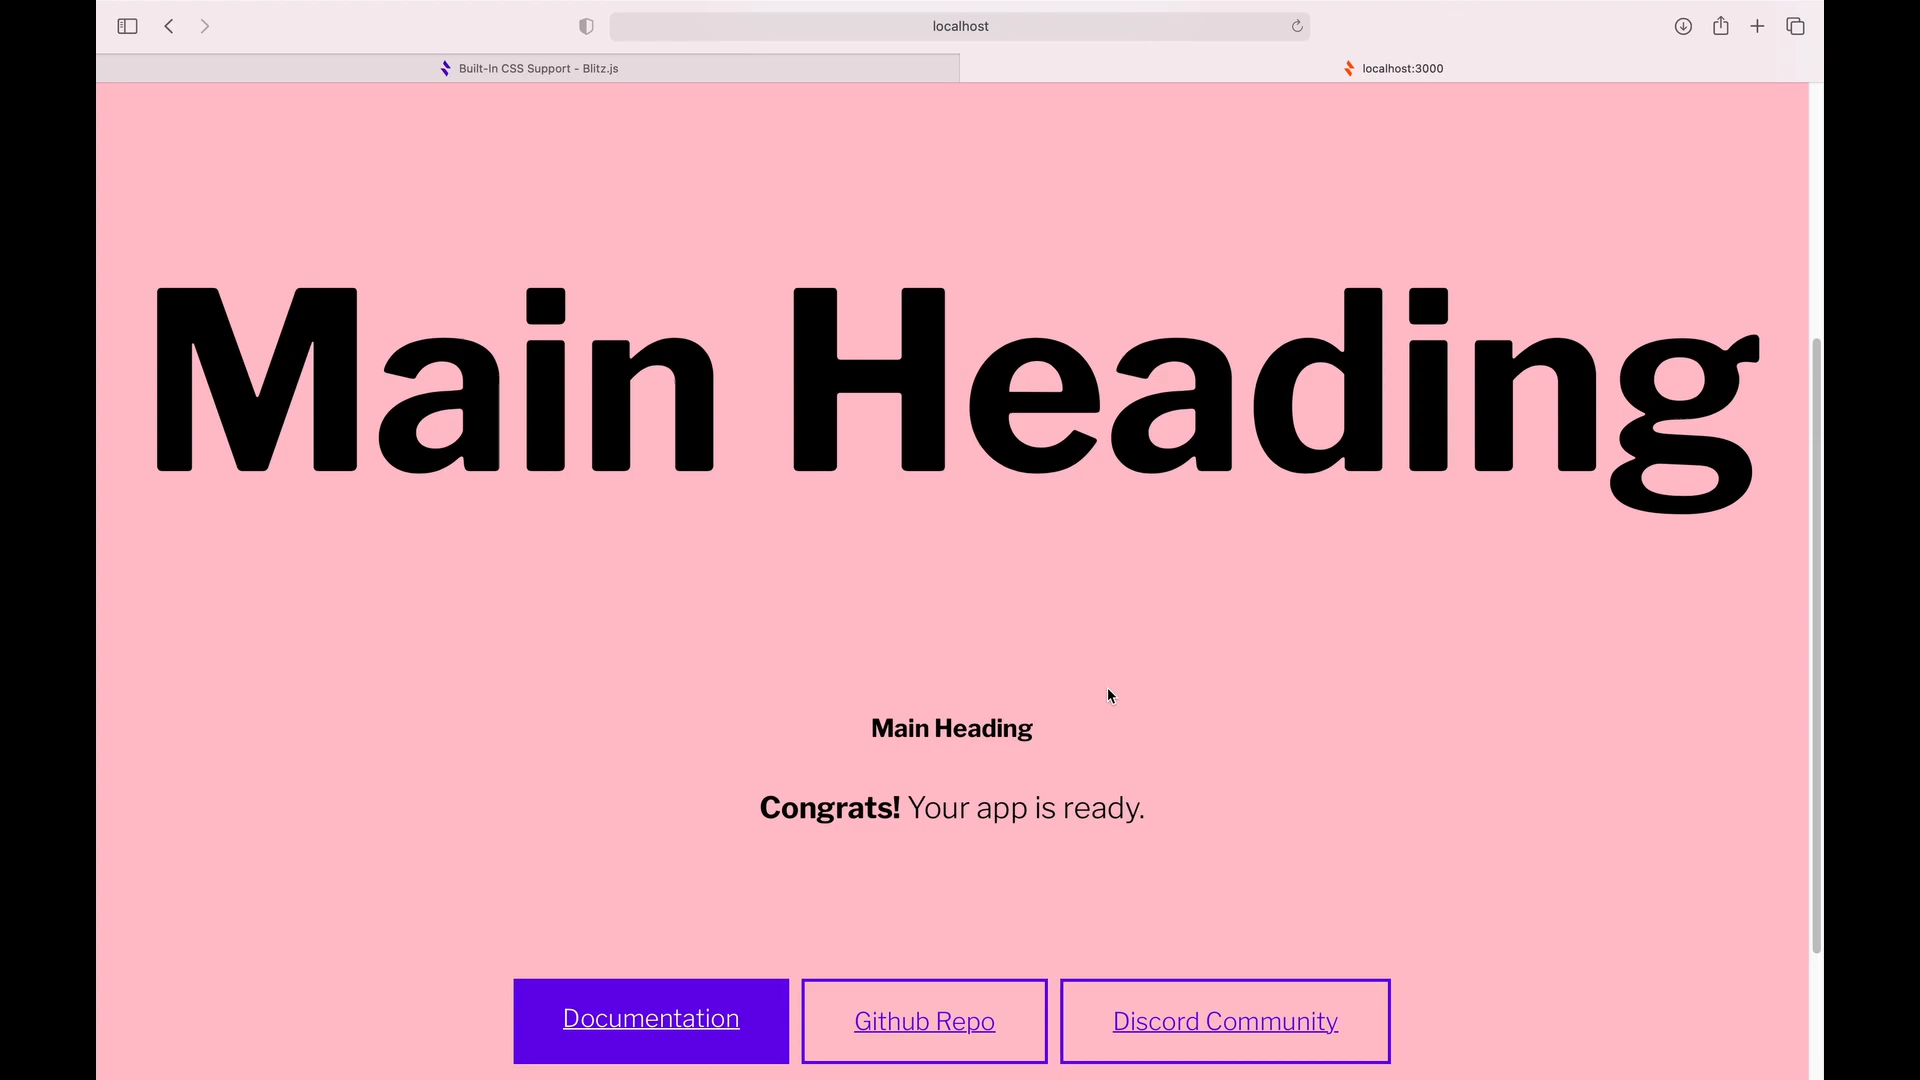 localhost
Built-In CSS Support - Blitz.js
localhost:3000
Main Heading
Main Heading
Congrats! Your app is ready.
Documentation
Github Repo
Discord Community